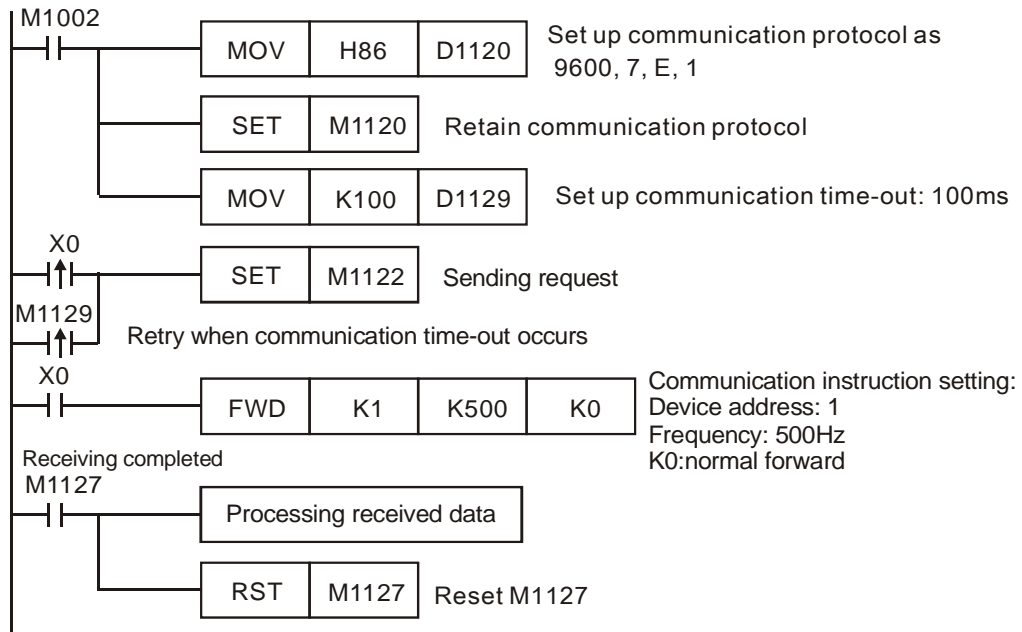 M1002
MOV H86 D1120 Set up communication protocol as
9600, 7, E, 1
SET M1120 Retain communication protocol
MOV K100 D1129 Set up communication time-out: 100ms
X0
SET M1122 Sending request
M1129
Retry when communication time-out occurs
X0
FWD K1 K500 K0
Communication instruction setting:
Device address: 1
Frequency: 500Hz
K0:normal forward
Receiving completed
M1127
Processing received data
RST M1127 Reset M1127